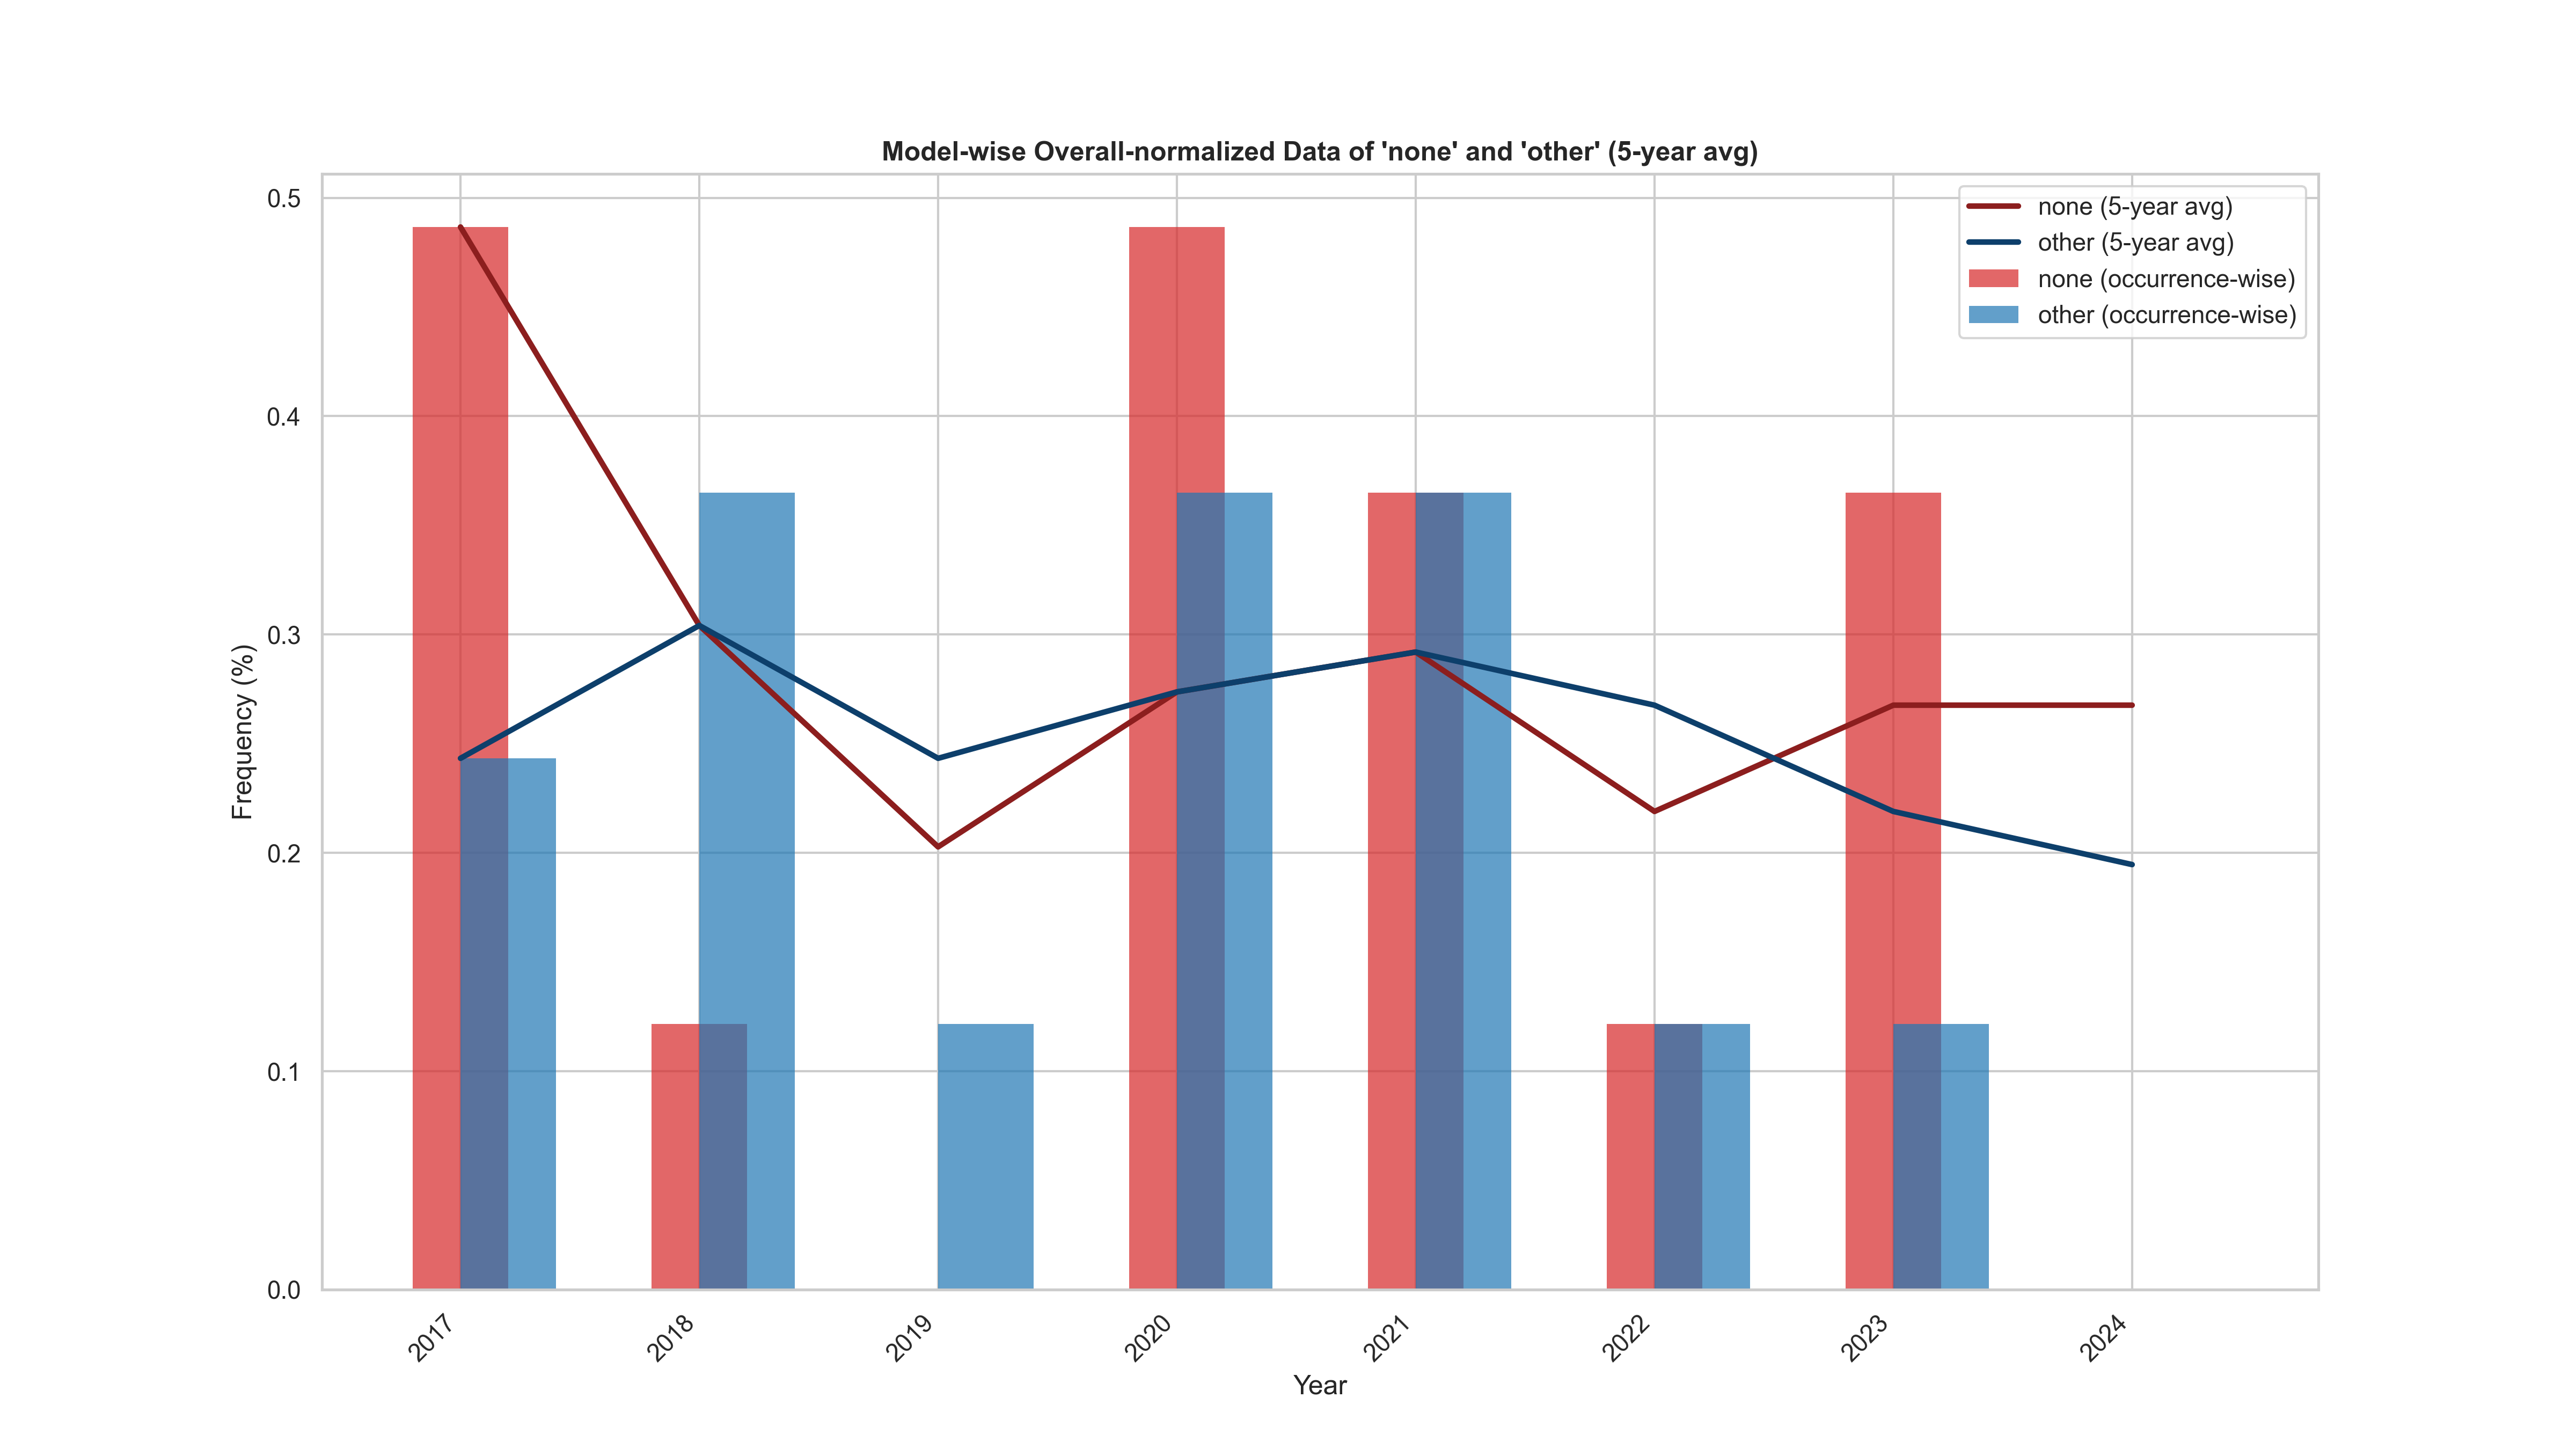 Model-wise Overall-normalized Data of 'none' and 'other' (5-year avg)
none (5-year avg)
other (5-year avg)
none (occurrence-wise)
other (occurrence-wise)
Frequency (%)
0.5
0.4
0.3
0.2
0.1
0.0
2017
2018
2019
2020
2021
2022
2023
2024
Year